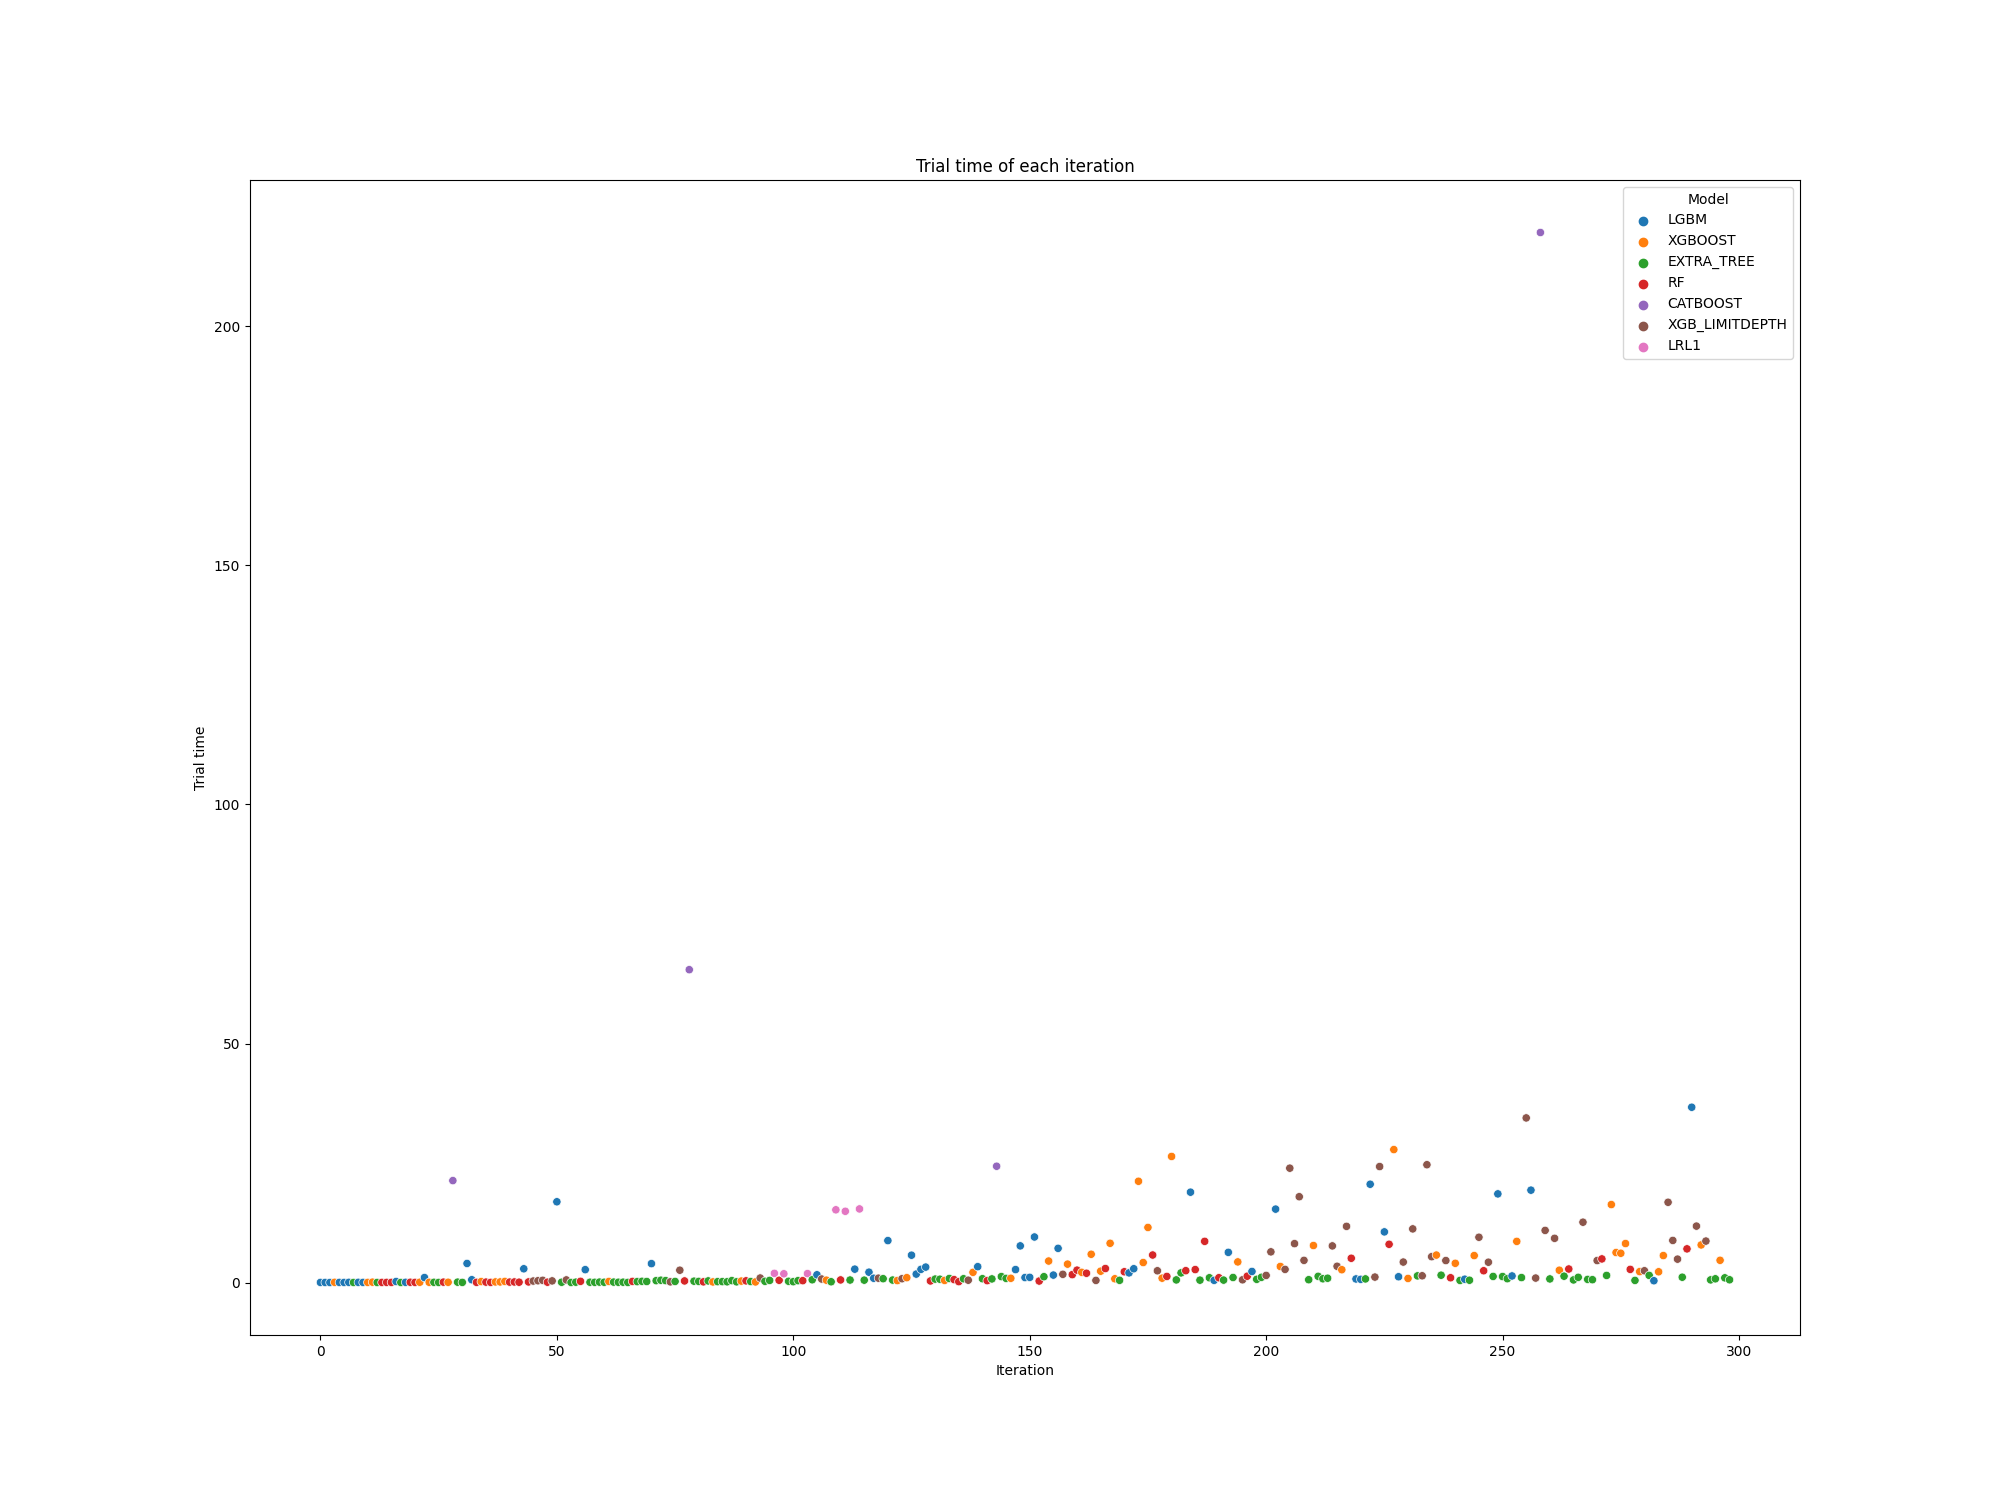 Trial time of each iteration
Model
LGBM
XGBOOST
EXTRA_TREE
RF
CATBOOST
XGB_LIMITDEPTH
LRL1
Trial time
200
150
100
50
0
0 50 100 150 200 250 300
Iteration